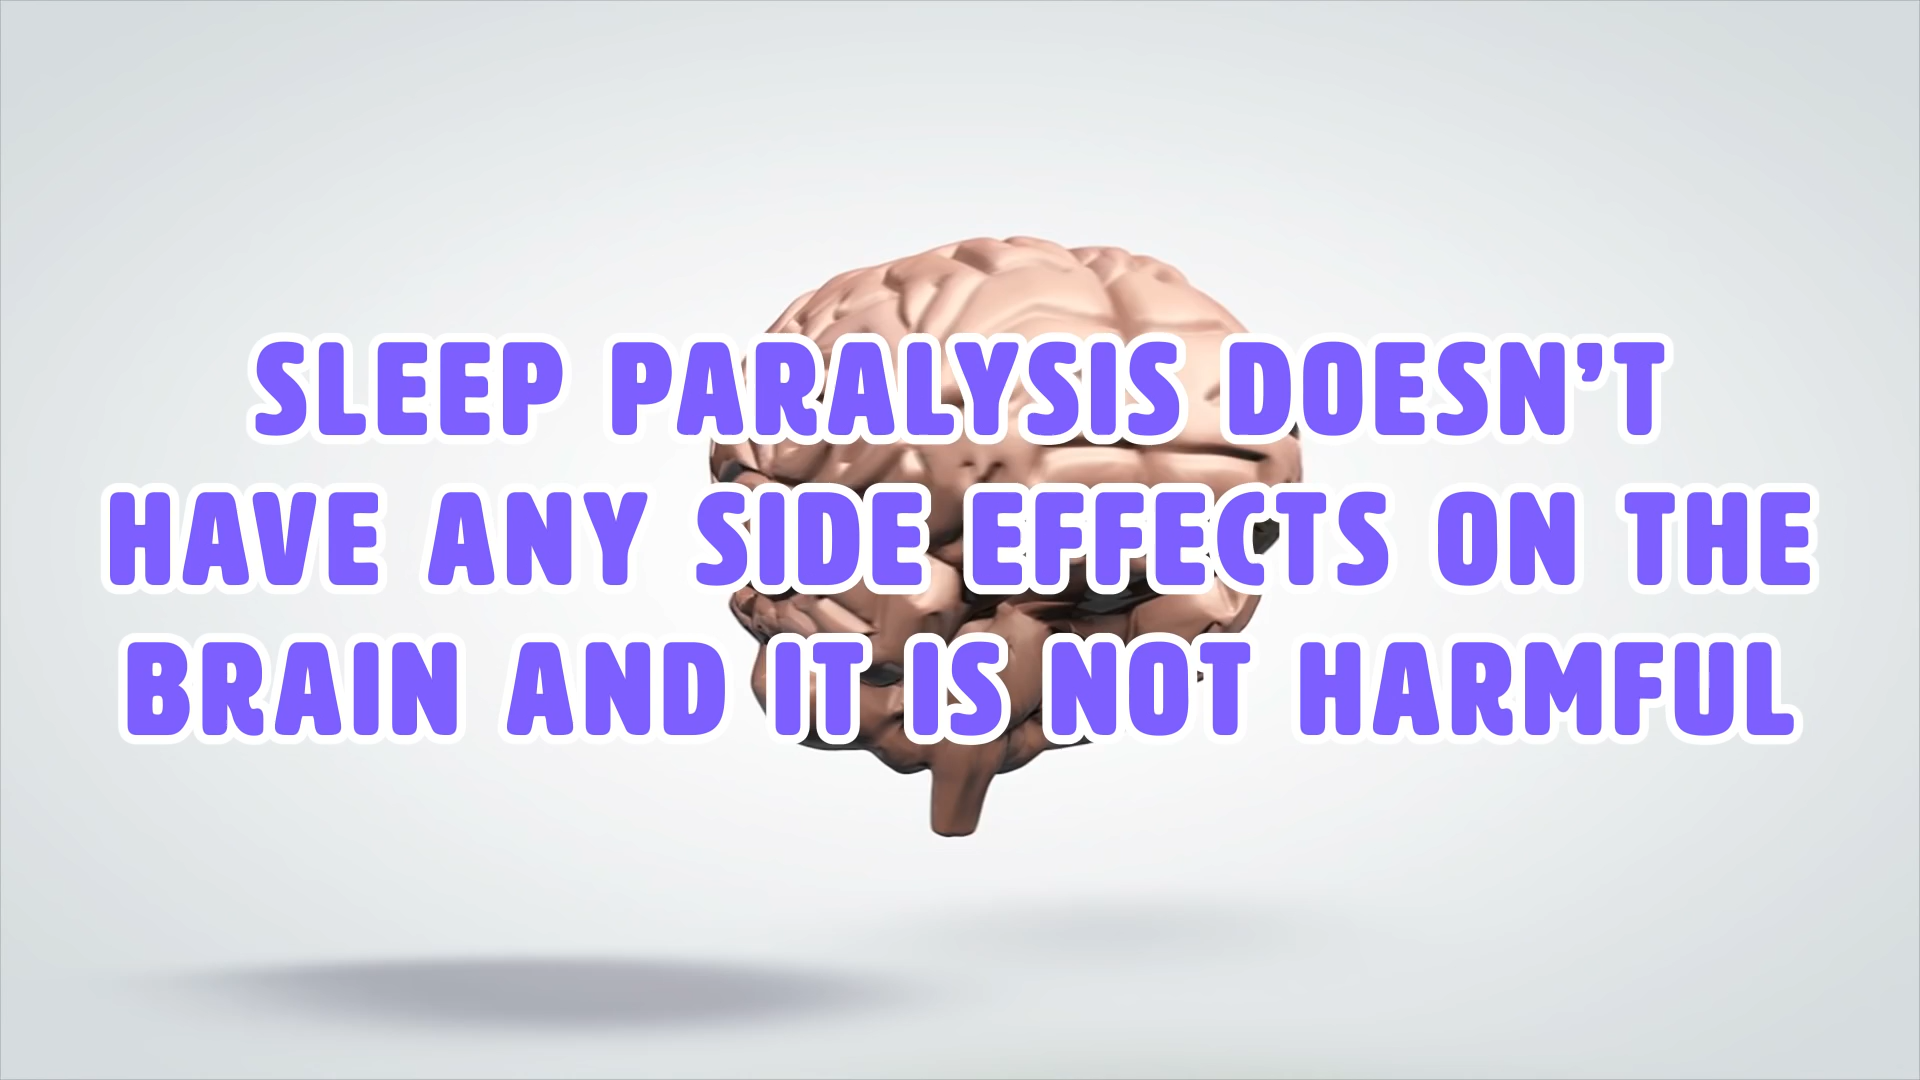 SLEEP PARALYSIS DOESN'T
HAVE ANY SIDE EFFECTS ON THE
BRAIN AND IT IS NOT HARMFUL